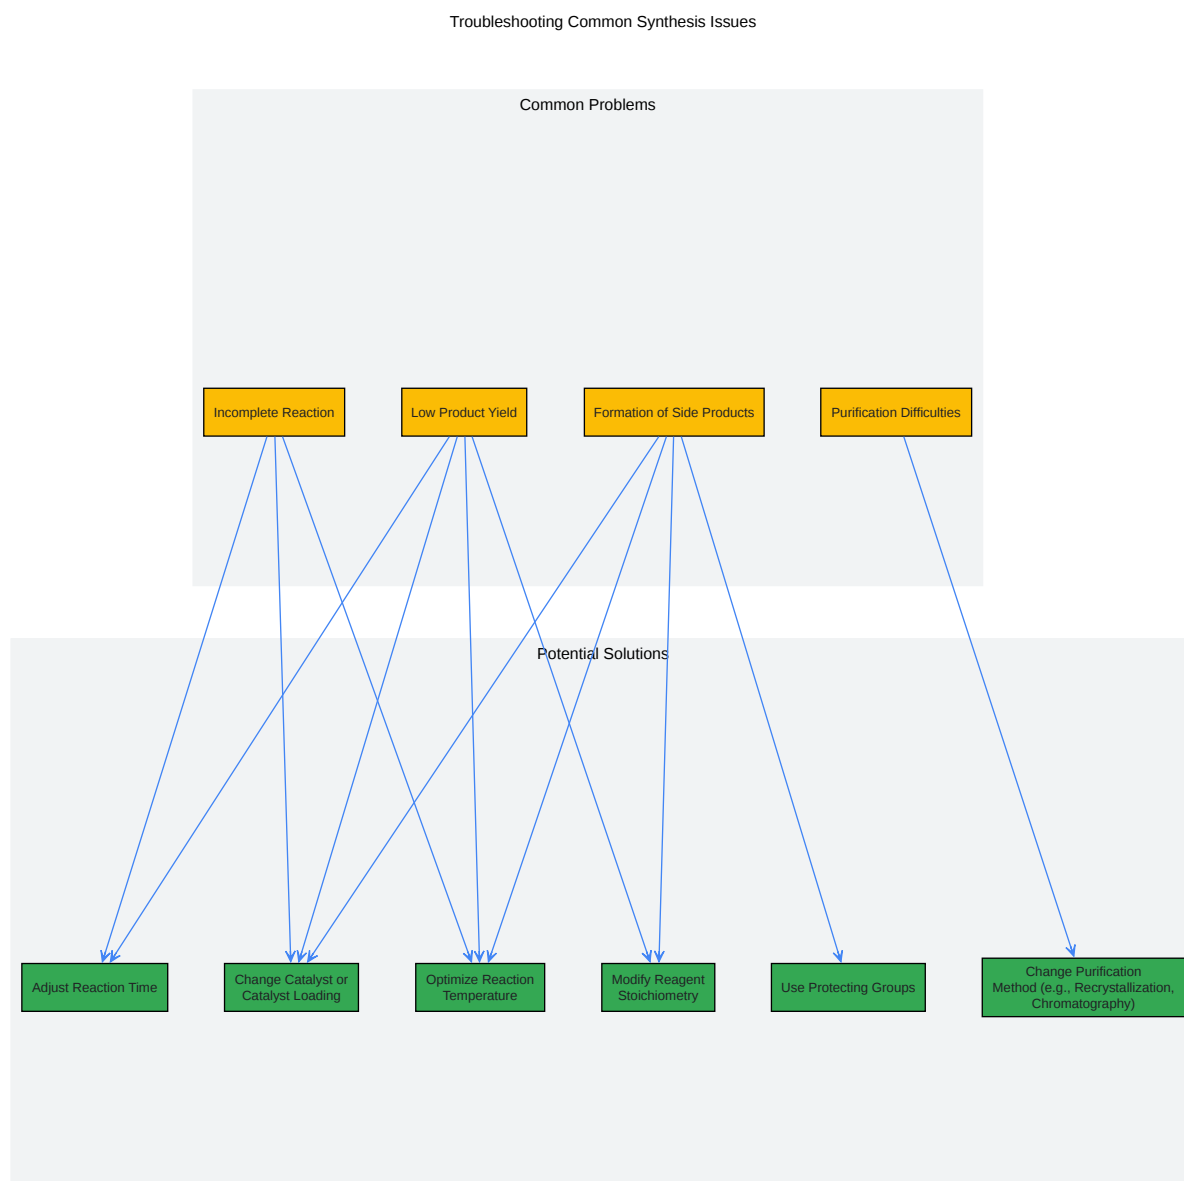 Troubleshooting Common Synthesis Issues
Common Problems
Incomplete Reaction
Low Product Yield
Formation of Side Products
Purification Difficulties
Potential Solutions
Adjust Reaction Time
Change Catalyst or
Catalyst Loading
Optimize Reaction
Temperature
Modify Reagent
Stoichiometry
Use Protecting Groups
Change Purification
Method (e.g., Recrystallization,
Chromatography)